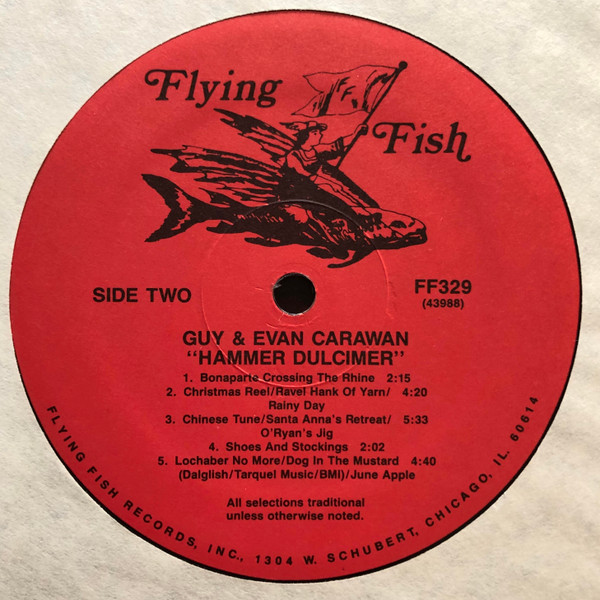 Flying
Fish
SIDE TWO
FF329
(43988)
GUY & EVAN CARAWAN
"HAMMER DULCIMER"
1. Bonaparte Crossing The Rhine 2:15
2. Christmas Reel/Ravel Hank Of Yarn/ 4:20
Rainy Day
3. Chinese Tune/Santa Anna's Retreat/ 5:33
O'Ryan's Jig
4. Shoes And Stockings 2:02
5. Lochaber No More/Dog In The Mustard 4:40
(Dalglish/Tarquel Music/BMI)/June Apple
All selections traditional
unless otherwise noted.
FLYING FISH RECORDS, INC., 1304 W. SCHUBERT, CHICAGO, IL. 60614